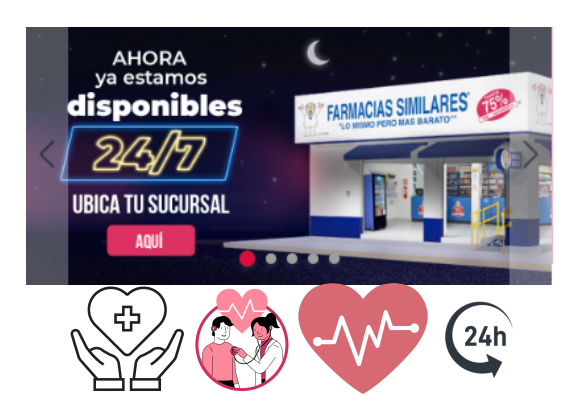 AHORA
ya estamos
disponibles
24/7
UBICA TU SUCURSAL
AQUÍ
FARMACIAS SIMILARES
"LO MISMO PERO MAS BARATO"
75%
24h